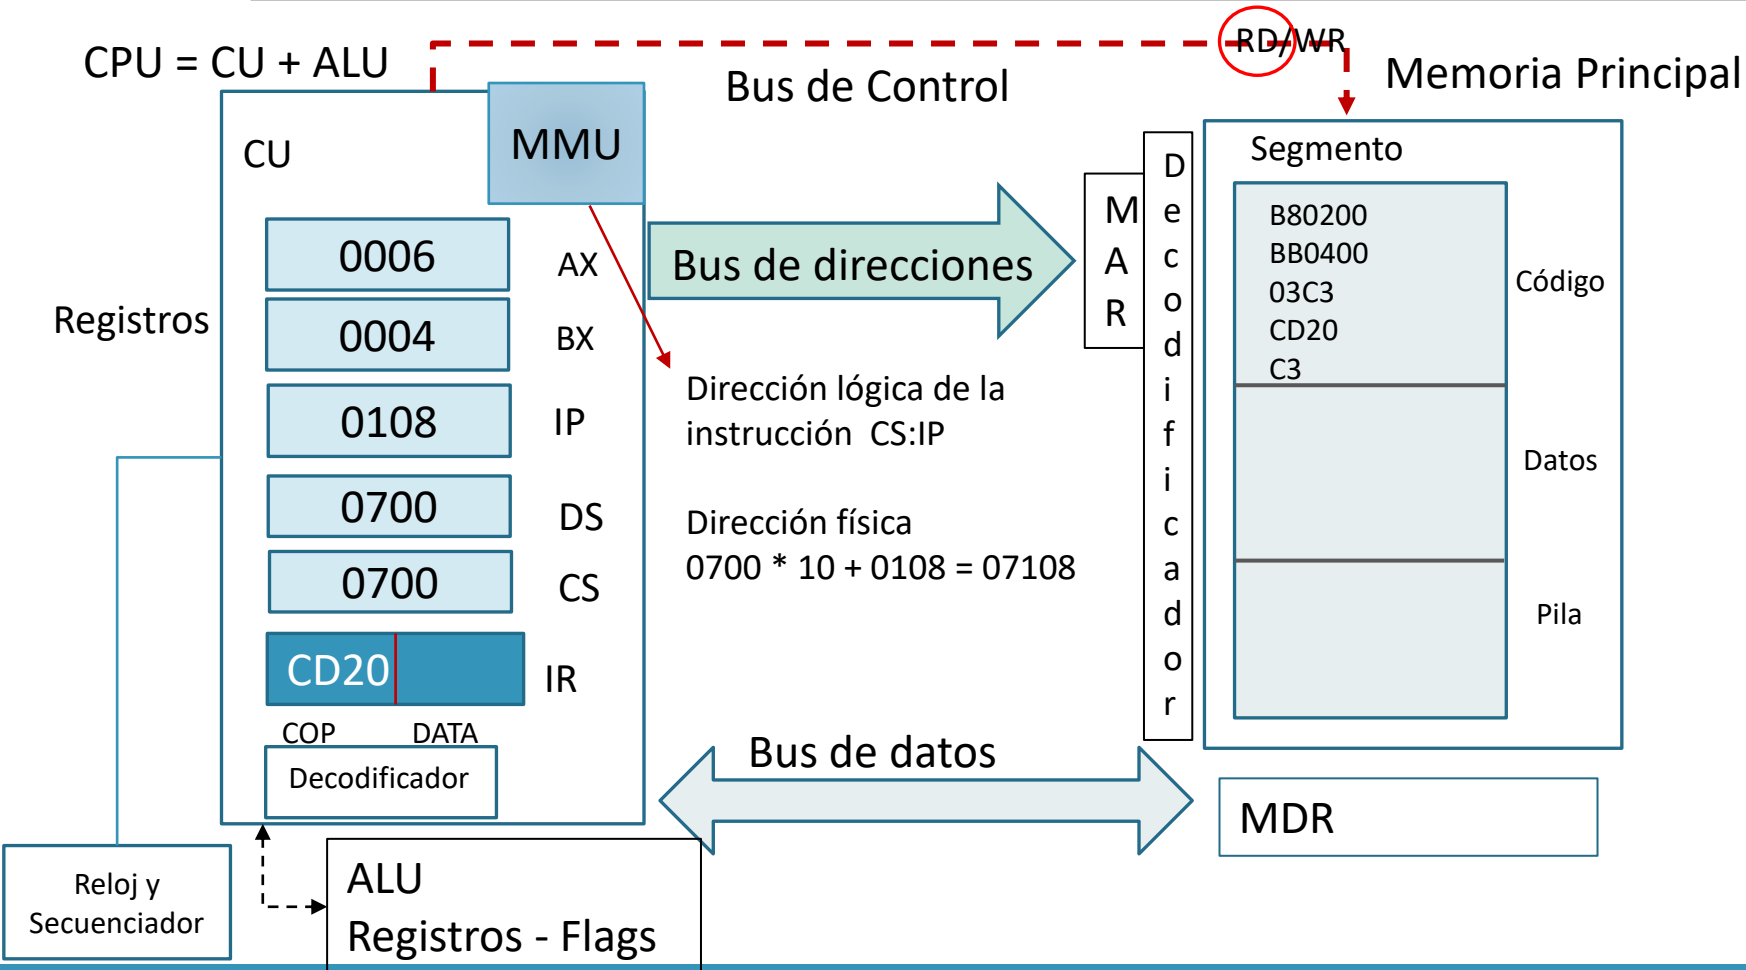 CPU = CU + ALU
RD/WR
Bus de Control
Memoria Principal
CU
MMU
Segmento
0006
AX
Bus de direcciones
MAR
Decodificador
B80200
BB0400
03C3
CD20
C3
Código
Registros
0004
BX
0108
IP
Dirección lógica de la
instrucción CS:IP
Datos
0700
DS
Dirección física
0700 * 10 + 0108 = 07108
0700
CS
Pila
CD20
IR
COP
DATA
Decodificador
Bus de datos
MDR
Reloj y
Secuenciador
ALU
Registros - Flags